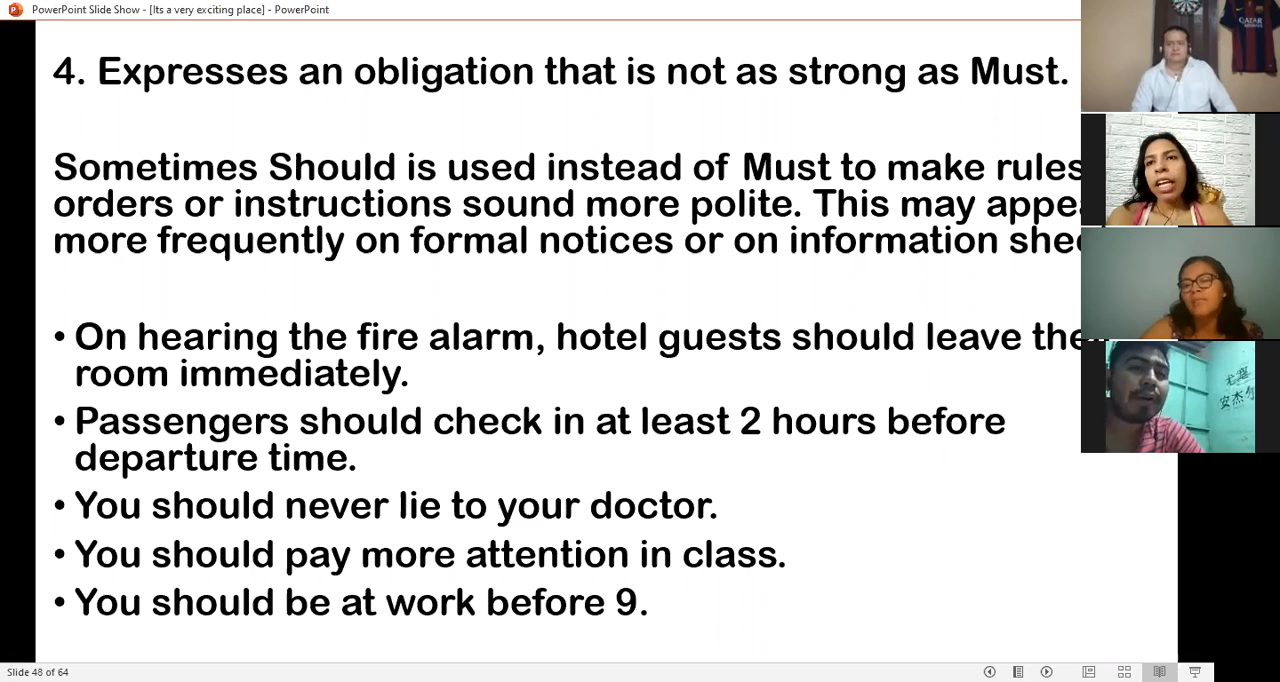 PowerPoint Slide Show - [Its a very exciting place] - PowerPoint
4. Expresses an obligation that is not as strong as Must.
Sometimes Should is used instead of Must to make rules
orders or instructions sound more polite. This may appea
more frequently on formal notices or on information shee
• On hearing the fire alarm, hotel guests should leave the
room immediately.
• Passengers should check in at least 2 hours before
departure time.
• You should never lie to your doctor.
• You should pay more attention in class.
• You should be at work before 9.
QATAR
安杰
Slide 48 of 64